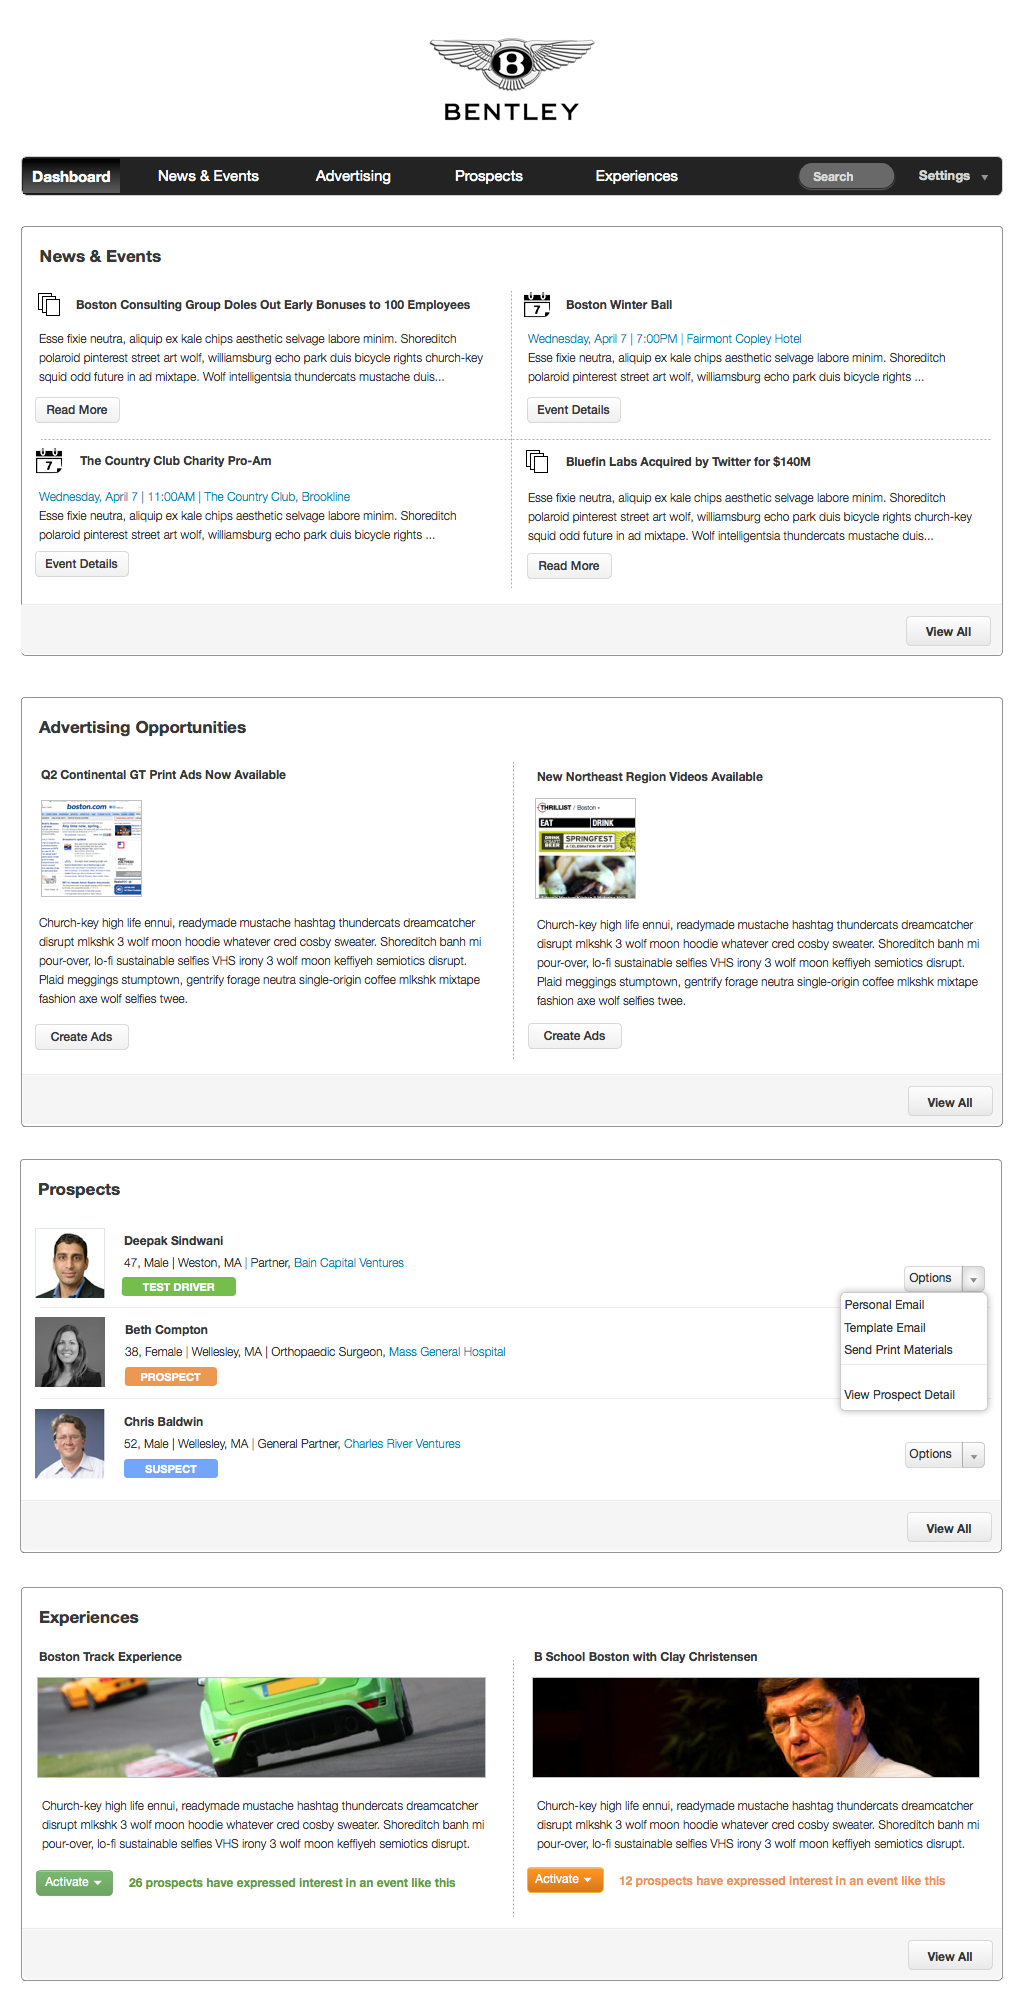 B
BENTLEY
Dashboard
News & Events
Advertising
Prospects
Experiences
Search
Settings
News & Events
Boston Consulting Group Doles Out Early Bonuses to 100 Employees
Esse fixie neutra, aliquip ex kale chips aesthetic selvage labore minim. Shoreditch
polaroid pinterest street art wolf, williamsburg echo park duis bicycle rights church-key
squid odd future in ad mixtape. Wolf intelligentsia thundercats mustache duis...
Read More
7
Boston Winter Ball
Wednesday, April 7 | 7:00PM | Fairmont Copley Hotel
Esse fixie neutra, aliquip ex kale chips aesthetic selvage labore minim. Shoreditch
polaroid pinterest street art wolf, williamsburg echo park duis bicycle rights ...
Event Details
7
The Country Club Charity Pro-Am
Wednesday, April 7 | 11:00AM | The Country Club, Brookline
Esse fixie neutra, aliquip ex kale chips aesthetic selvage labore minim. Shoreditch
polaroid pinterest street art wolf, williamsburg echo park duis bicycle rights ...
Event Details
Bluefin Labs Acquired by Twitter for $140M
Esse fixie neutra, aliquip ex kale chips aesthetic selvage labore minim. Shoreditch
polaroid pinterest street art wolf, williamsburg echo park duis bicycle rights church-key
squid odd future in ad mixtape. Wolf intelligentsia thundercats mustache duis...
Read More
View All
Advertising Opportunities
Q2 Continental GT Print Ads Now Available
boston.com
Church-key high life ennui, readymade mustache hashtag thundercats dreamcatcher
disrupt mlkshk 3 wolf moon hoodie whatever cred cosby sweater. Shoreditch banh mi
pour-over, lo-fi sustainable selfies VHS irony 3 wolf moon keffiyeh semiotics disrupt.
Plaid meggings stumptown, gentrify forage neutra single-origin coffee mlkshk mixtape
fashion axe wolf selfies twee.
Create Ads
New Northeast Region Videos Available
THRILLIST / Boston
EAT DRINK
DRINK CRAFT BEER SPRINGFEST
A CELEBRATION OF HOPS
Church-key high life ennui, readymade mustache hashtag thundercats dreamcatcher
disrupt mlkshk 3 wolf moon hoodie whatever cred cosby sweater. Shoreditch banh mi
pour-over, lo-fi sustainable selfies VHS irony 3 wolf moon keffiyeh semiotics disrupt.
Plaid meggings stumptown, gentrify forage neutra single-origin coffee mlkshk mixtape
fashion axe wolf selfies twee.
Create Ads
View All
Prospects
Deepak Sindwani
47, Male | Weston, MA | Partner, Bain Capital Ventures
TEST DRIVER
Options
Personal Email
Template Email
Send Print Materials
View Prospect Detail
Beth Compton
38, Female | Wellesley, MA | Orthopaedic Surgeon, Mass General Hospital
PROSPECT
Chris Baldwin
52, Male | Wellesley, MA | General Partner, Charles River Ventures
SUSPECT
Options
View All
Experiences
Boston Track Experience
Church-key high life ennui, readymade mustache hashtag thundercats dreamcatcher
disrupt mlkshk 3 wolf moon hoodie whatever cred cosby sweater. Shoreditch banh mi
pour-over, lo-fi sustainable selfies VHS irony 3 wolf moon keffiyeh semiotics disrupt.
Activate
26 prospects have expressed interest in an event like this
B School Boston with Clay Christensen
Church-key high life ennui, readymade mustache hashtag thundercats dreamcatcher
disrupt mlkshk 3 wolf moon hoodie whatever cred cosby sweater. Shoreditch banh mi
pour-over, lo-fi sustainable selfies VHS irony 3 wolf moon keffiyeh semiotics disrupt.
Activate
12 prospects have expressed interest in an event like this
View All